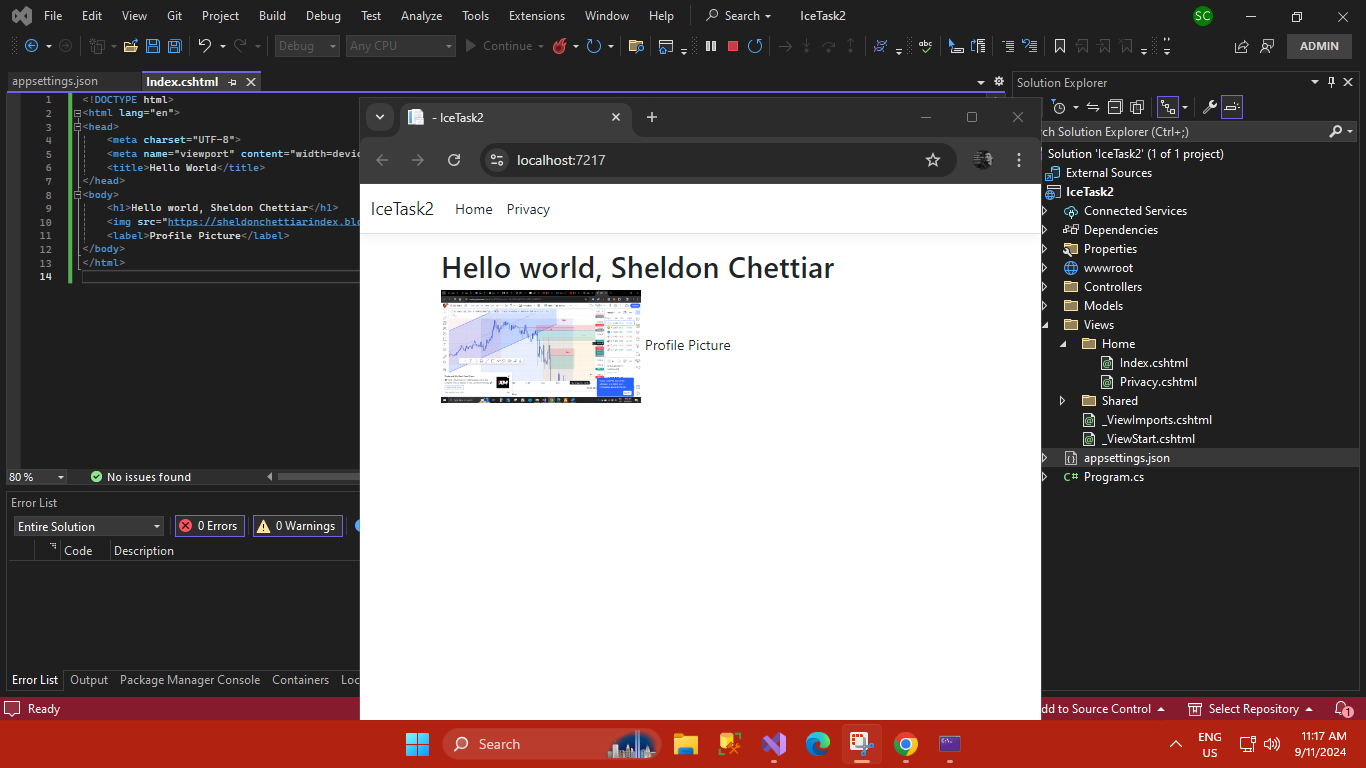 File Edit View Git Project Build Debug Test Analyze Tools Extensions Window Help Search IceTask2 SC
Debug Any CPU Continue abc ADMIN
appsettings.json Index.cshtml
1 <!DOCTYPE html>
2 <html lang="en">
3 <head>
4 <meta charset="UTF-8">
5 <meta name="viewport" content="width=devic
6 <title>Hello World</title>
7 </head>
8 <body>
9 <h1>Hello world, Sheldon Chettiar</h1>
10 <img src="https://sheldonchettiarindex.blo
11 <label>Profile Picture</label>
12 </body>
13 </html>
14
80 % No issues found
Error List
Entire Solution 0 Errors 0 Warnings
Code Description
Error List Output Package Manager Console Containers Loc
Ready
- IceTask2
localhost:7217
IceTask2 Home Privacy
Hello world, Sheldon Chettiar
Profile Picture
Solution Explorer
ch Solution Explorer (Ctrl+;)
Solution 'IceTask2' (1 of 1 project)
External Sources
IceTask2
Connected Services
Dependencies
Properties
wwwroot
Controllers
Models
Views
Home
Index.cshtml
Privacy.cshtml
Shared
_ViewImports.cshtml
_ViewStart.cshtml
appsettings.json
C# Program.cs
dd to Source Control Select Repository 1
Search
ENG
US
11:17 AM
9/11/2024